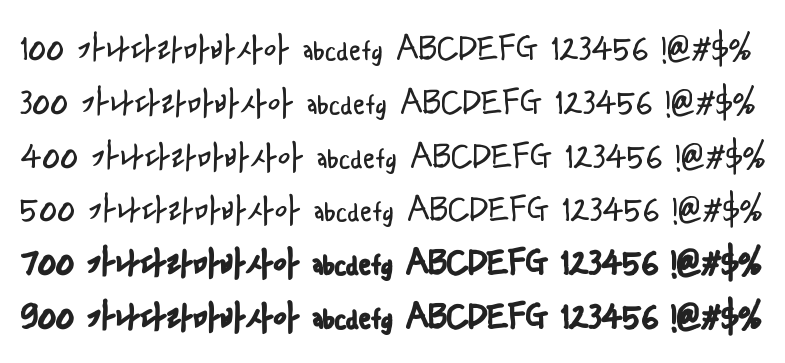 100 가나다라마바사아 abcdefg ABCDEFG 123456 !@#$%
300 가나다라마바사아 abcdefg ABCDEFG 123456 !@#$%
400 가나다라마바사아 abcdefg ABCDEFG 123456 !@#$%
500 가나다라마바사아 abcdefg ABCDEFG 123456 !@#$%
700 가나다라마바사아 abcdefg ABCDEFG 123456 !@#$%
900 가나다라마바사아 abcdefg ABCDEFG 123456 !@#$%